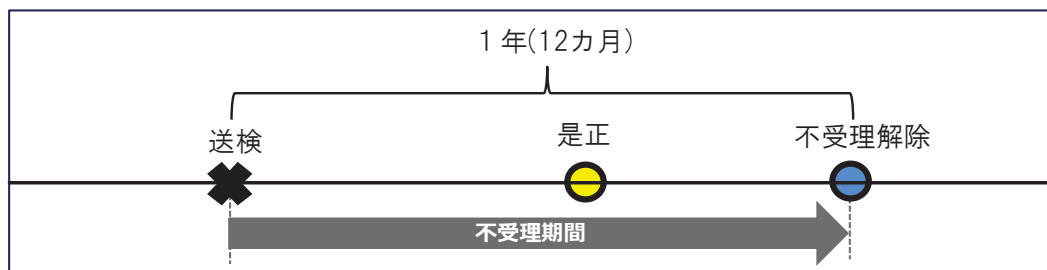 1年(12カ月)
送検
是正
不受理解除
不受理期間